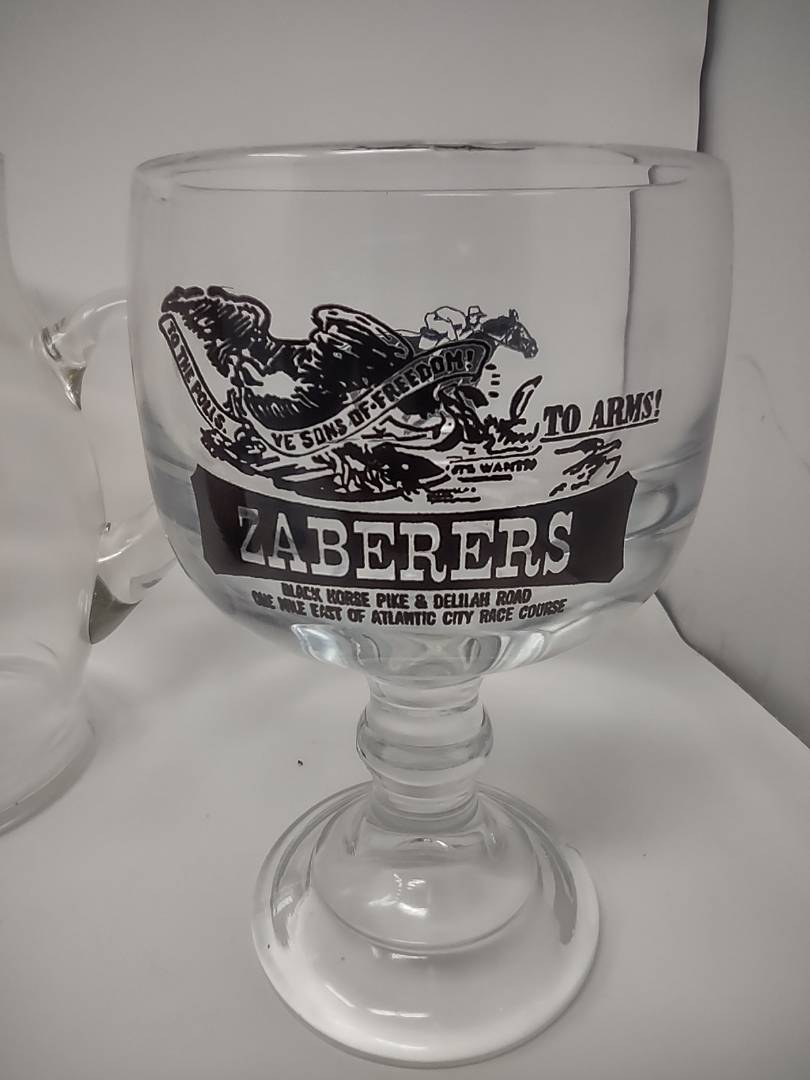 TO THE POLLS,
YE SONS OF FREEDOM!
TO ARMS!
ZABERERS
BLACK HORSE PIKE & DELILAH ROAD
ONE MILE EAST OF ATLANTIC CITY RACE COURSE